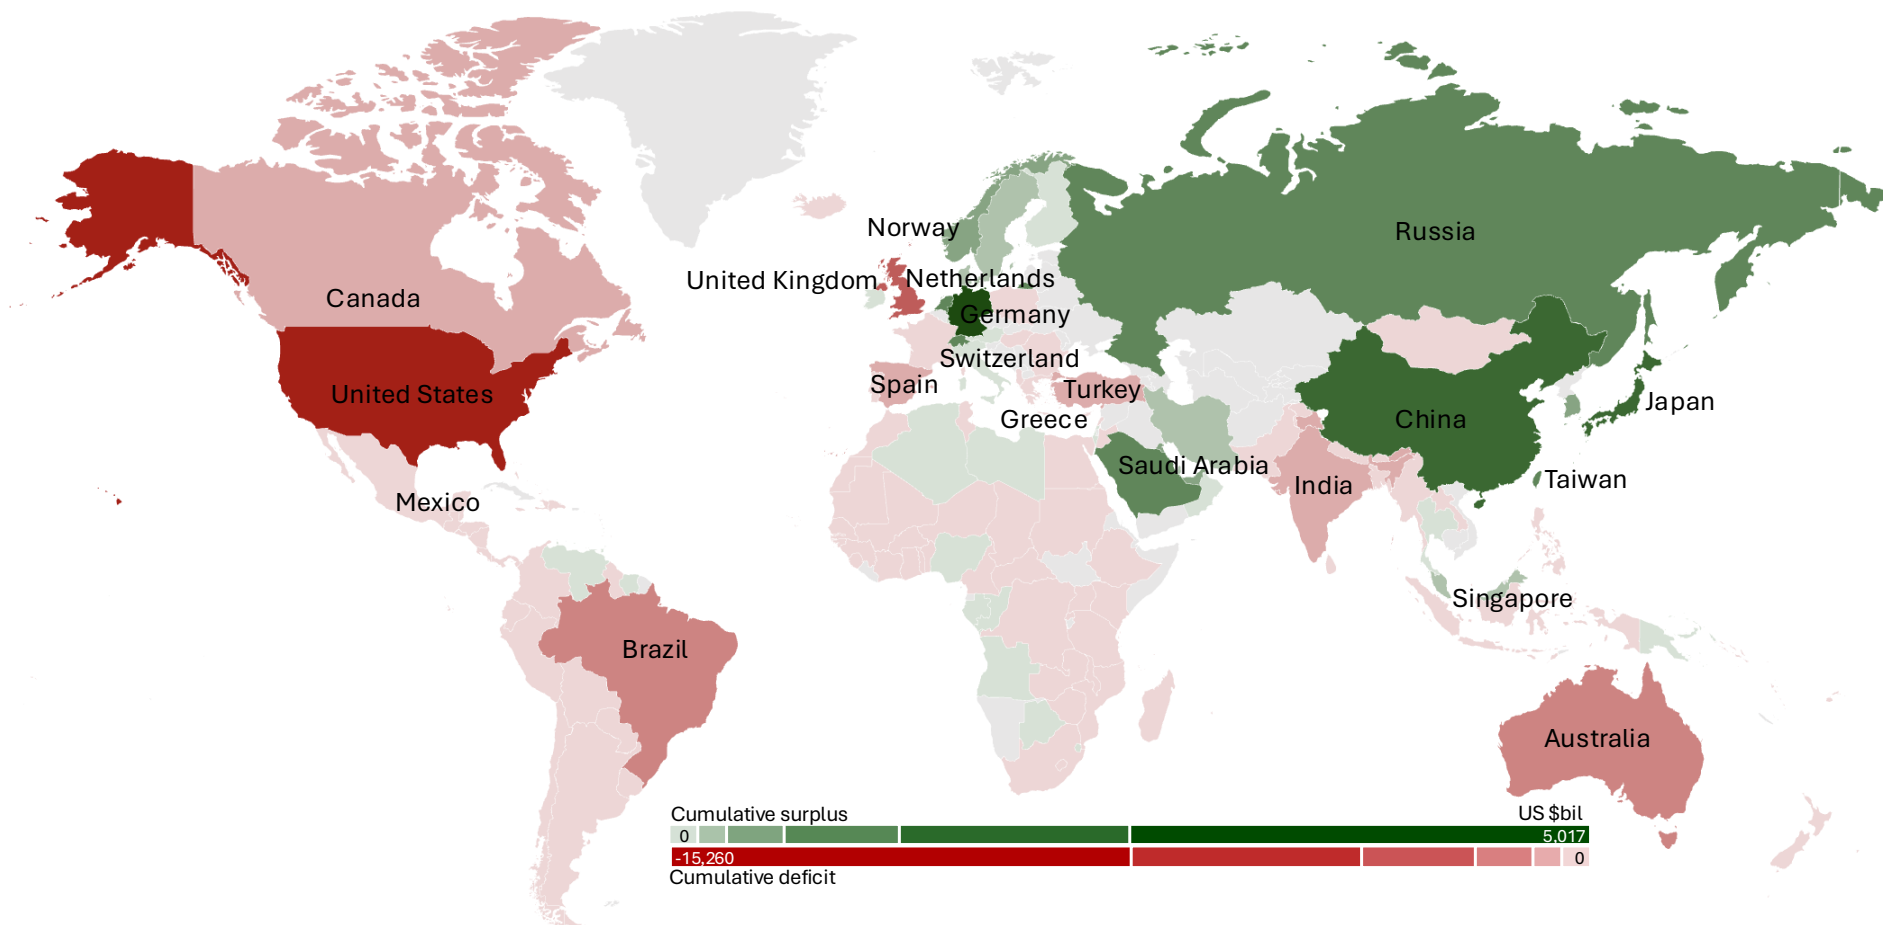 Norway
Russia
United Kingdom
Netherlands
Canada
Germany
Switzerland
Spain
Turkey
United States
Japan
Greece
China
Saudi Arabia
India
Taiwan
Mexico
Singapore
Brazil
Australia
Cumulative surplus
US $bil
0
5,017
-15,260
0
Cumulative deficit